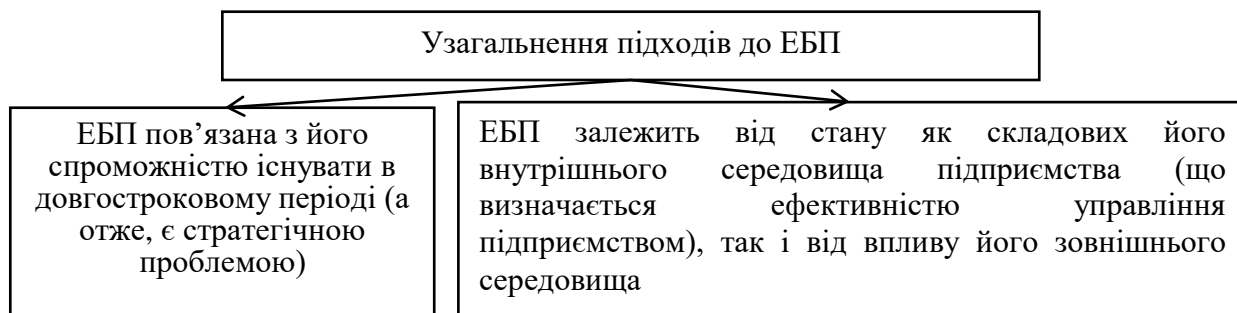 Узагальнення підходів до ЕБП
ЕБП пов’язана з його
спроможністю існувати в
довгостроковому періоді (а
отже, є стратегічною
проблемою)
ЕБП залежить від стану як складових його
внутрішнього середовища підприємства (що
визначається ефективністю управління
підприємством), так і від впливу його зовнішнього
середовища